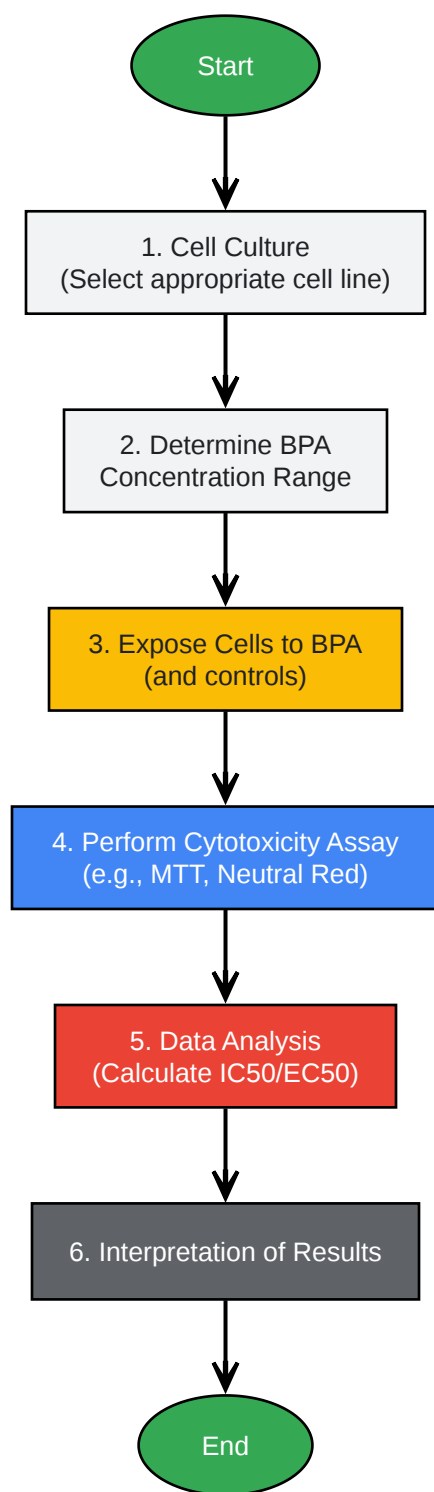 Start
1. Cell Culture
(Select appropriate cell line)
2. Determine BPA
Concentration Range
3. Expose Cells to BPA
(and controls)
4. Perform Cytotoxicity Assay
(e.g., MTT, Neutral Red)
5. Data Analysis
(Calculate IC50/EC50)
6. Interpretation of Results
End